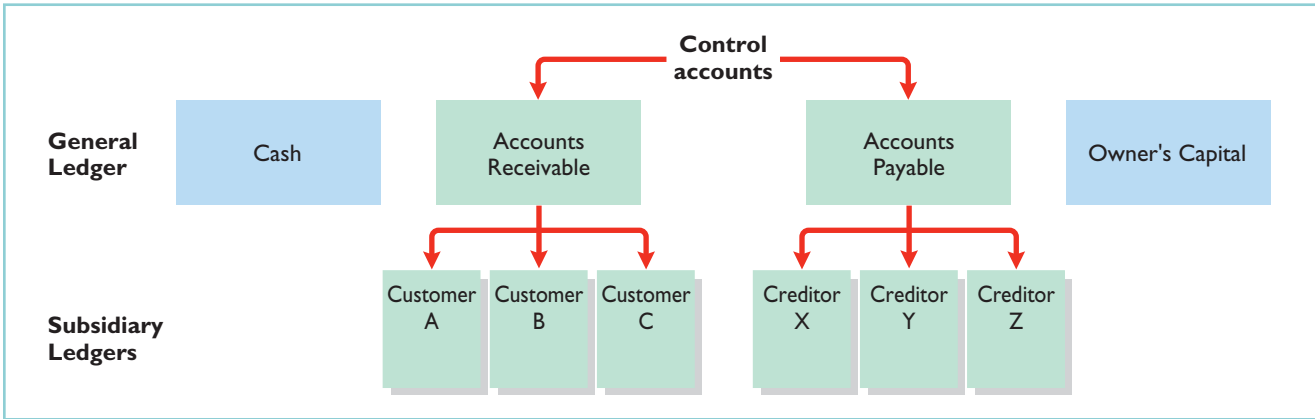 Control
accounts
General
Ledger
Cash
Accounts
Receivable
Accounts
Payable
Owner's Capital
Subsidiary
Ledgers
Customer
A
Customer
B
Customer
C
Creditor
X
Creditor
Y
Creditor
Z